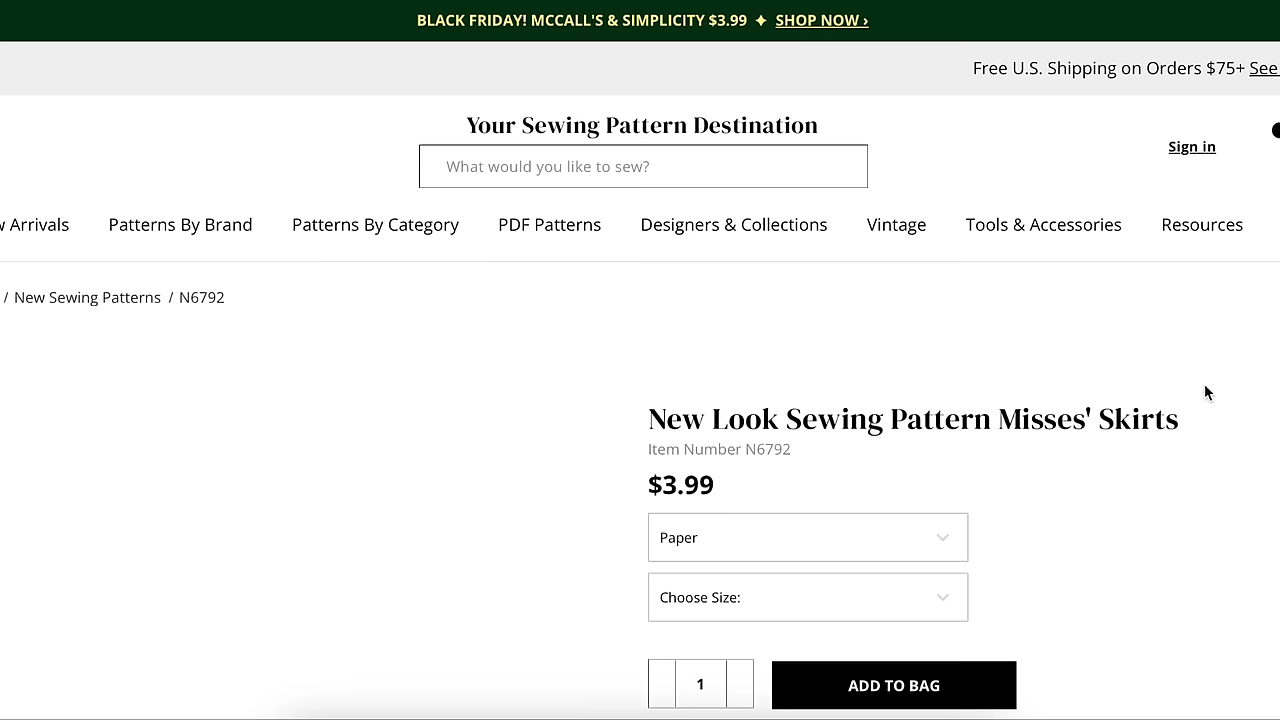 BLACK FRIDAY! MCCALL'S & SIMPLICITY $3.99 ✦ SHOP NOW ›
Free U.S. Shipping on Orders $75+ See
Your Sewing Pattern Destination
What would you like to sew?
Sign in
w Arrivals Patterns By Brand Patterns By Category PDF Patterns Designers & Collections Vintage Tools & Accessories Resources
/ New Sewing Patterns / N6792
New Look Sewing Pattern Misses' Skirts
Item Number N6792
$3.99
Paper
Choose Size:
1
ADD TO BAG